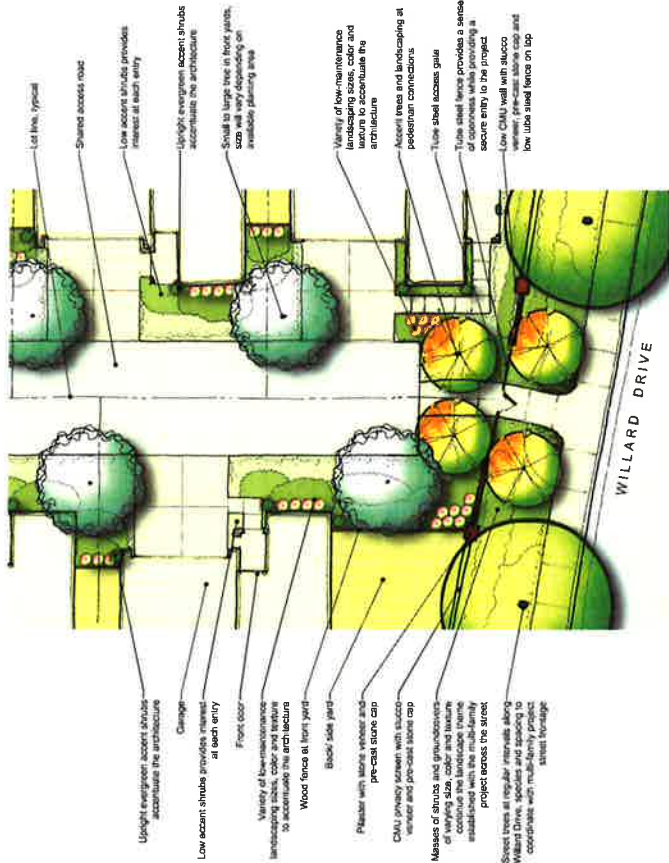 Lot line, typical
Shared access road
Low accent shrubs provides
interest at each entry
Upright evergreen accent shrubs
accentuate the architecture
Small to large tree in front yards,
size will vary depending on
available planting area
Variety of low-maintenance
landscaping sizes, color and
texture to accentuate the
architecture
Accent trees and landscaping at
pedestrian connections
Tube steel access gate
Tube steel fence provides a sense
of openness while providing a
secure entry to the project
Low CMU wall with stucco
veneer, pre-cast stone cap and
low tube steel fence on top
WILLARD DRIVE
Upright evergreen accent shrubs
accentuate the architecture
Garage
Low accent shrubs provides interest
at each entry
Front door
Variety of low-maintenance
landscaping sizes, color and texture
to accentuate the architecture
Wood fence at front yard
Back/ side yard
Pilaster with stone veneer and
pre-cast stone cap
CMU privacy screen with stucco
veneer and pre-cast stone cap
Masses of shrubs and groundcovers
of varying size, color and texture
continue the landscape theme
established with the multi-family
project across the street
Street trees at regular intervals along
Willard Drive, species and spacing to
coordinate with multi-family project
street frontage